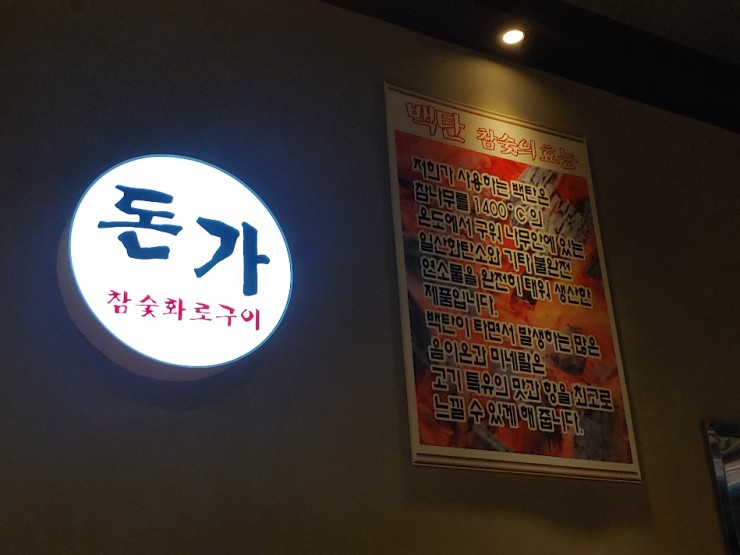 돈가
참숯화로구이
백탄 참숯의 효능
저희가 사용하는 백탄은
참나무를 1400°C의
온도에서 구워 나무안에 있는
일산화탄소와 기타 불완전
연소물을 완전히 태워 생산한
제품입니다.
백탄이 타면서 발생하는 많은
음이온과 미네랄은
고기 특유의 맛과 향을 최고로
느낄 수 있게 해 줍니다.